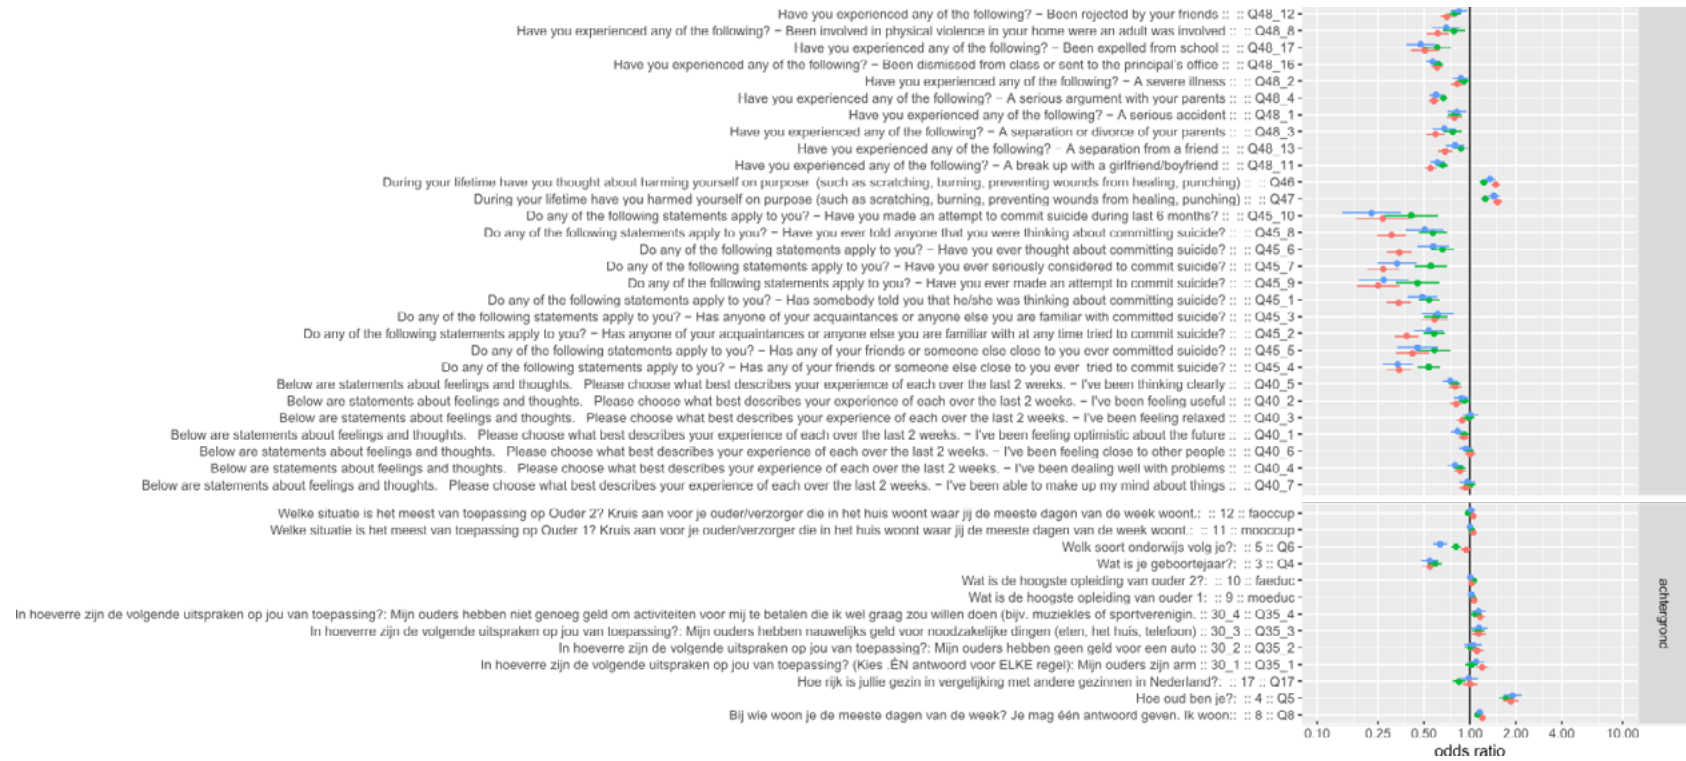 Have you experienced any of the following? − Been rejected by your friends :: :: Q48_12
Have you experienced any of the following? − Been involved in physical violence in your home were an adult was involved :: :: Q48_8
Have you experienced any of the following? − Been expelled from school :: :: Q48_17
Have you experienced any of the following? − Been dismissed from class or sent to the principal's office :: :: Q48_16
Have you experienced any of the following? − A severe illness :: :: Q48_2
Have you experienced any of the following? − A serious argument with your parents :: :: Q48_4
Have you experienced any of the following? − A serious accident :: :: Q48_1
Have you experienced any of the following? − A separation or divorce of your parents :: :: Q48_3
Have you experienced any of the following? − A separation from a friend :: :: Q48_13
Have you experienced any of the following? − A break up with a girlfriend/boyfriend :: :: Q48_11
During your lifetime have you thought about harming yourself on purpose (such as scratching, burning, preventing wounds from healing, punching) :: :: Q46
During your lifetime have you harmed yourself on purpose (such as scratching, burning, preventing wounds from healing, punching) :: :: Q47
Do any of the following statements apply to you? − Have you made an attempt to commit suicide during last 6 months? :: :: Q45_10
Do any of the following statements apply to you? − Have you ever told anyone that you were thinking about committing suicide? :: :: Q45_8
Do any of the following statements apply to you? − Have you ever thought about committing suicide? :: :: Q45_6
Do any of the following statements apply to you? − Have you ever seriously considered to commit suicide? :: :: Q45_7
Do any of the following statements apply to you? − Have you ever made an attempt to commit suicide? :: :: Q45_9
Do any of the following statements apply to you? − Has somebody told you that he/she was thinking about committing suicide? :: :: Q45_1
Do any of the following statements apply to you? − Has anyone of your acquaintances or anyone else you are familiar with committed suicide? :: :: Q45_3
Do any of the following statements apply to you? − Has anyone of your acquaintances or anyone else you are familiar with at any time tried to commit suicide? :: :: Q45_2
Do any of the following statements apply to you? − Has any of your friends or someone else close to you ever committed suicide? :: :: Q45_5
Do any of the following statements apply to you? − Has any of your friends or someone else close to you ever tried to commit suicide? :: :: Q45_4
Below are statements about feelings and thoughts. Please choose what best describes your experience of each over the last 2 weeks. − I've been thinking clearly :: :: Q40_5
Below are statements about feelings and thoughts. Please choose what best describes your experience of each over the last 2 weeks. − I've been feeling useful :: :: Q40_2
Below are statements about feelings and thoughts. Please choose what best describes your experience of each over the last 2 weeks. − I've been feeling relaxed :: :: Q40_3
Below are statements about feelings and thoughts. Please choose what best describes your experience of each over the last 2 weeks. − I've been feeling optimistic about the future :: :: Q40_1
Below are statements about feelings and thoughts. Please choose what best describes your experience of each over the last 2 weeks. − I've been feeling close to other people :: :: Q40_6
Below are statements about feelings and thoughts. Please choose what best describes your experience of each over the last 2 weeks. − I've been dealing well with problems :: :: Q40_4
Below are statements about feelings and thoughts. Please choose what best describes your experience of each over the last 2 weeks. − I've been able to make up my mind about things :: :: Q40_7
Welke situatie is het meest van toepassing op Ouder 2? Kruis aan voor je ouder/verzorger die in het huis woont waar jij de meeste dagen van de week woont.: :: 12 :: faoccup
Welke situatie is het meest van toepassing op Ouder 1? Kruis aan voor je ouder/verzorger die in het huis woont waar jij de meeste dagen van de week woont.: :: 11 :: mooccup
Welk soort onderwijs volg je?: :: 5 :: Q6
Wat is je geboortejaar?: :: 3 :: Q4
Wat is de hoogste opleiding van ouder 2?: :: 10 :: faeduc
Wat is de hoogste opleiding van ouder 1: :: 9 :: moeduc
In hoeverre zijn de volgende uitspraken op jou van toepassing?: Mijn ouders hebben niet genoeg geld om activiteiten voor mij te betalen die ik wel graag zou willen doen (bijv. muziekles of sportverenigin. :: 30_4 :: Q35_4
In hoeverre zijn de volgende uitspraken op jou van toepassing?: Mijn ouders hebben nauwelijks geld voor noodzakelijke dingen (eten, het huis, telefoon) :: 30_3 :: Q35_3
In hoeverre zijn de volgende uitspraken op jou van toepassing?: Mijn ouders hebben geen geld voor een auto :: 30_2 :: Q35_2
In hoeverre zijn de volgende uitspraken op jou van toepassing? (Kies .ÉN antwoord voor ELKE regel): Mijn ouders zijn arm :: 30_1 :: Q35_1
Hoe rijk is jullie gezin in vergelijking met andere gezinnen in Nederland?: :: 17 :: Q17
Hoe oud ben je?: :: 4 :: Q5
Bij wie woon je de meeste dagen van de week? Je mag één antwoord geven. Ik woon:: :: 8 :: Q8
achtergrond
0.10 0.25 0.50 1.00 2.00 4.00 10.00
odds ratio